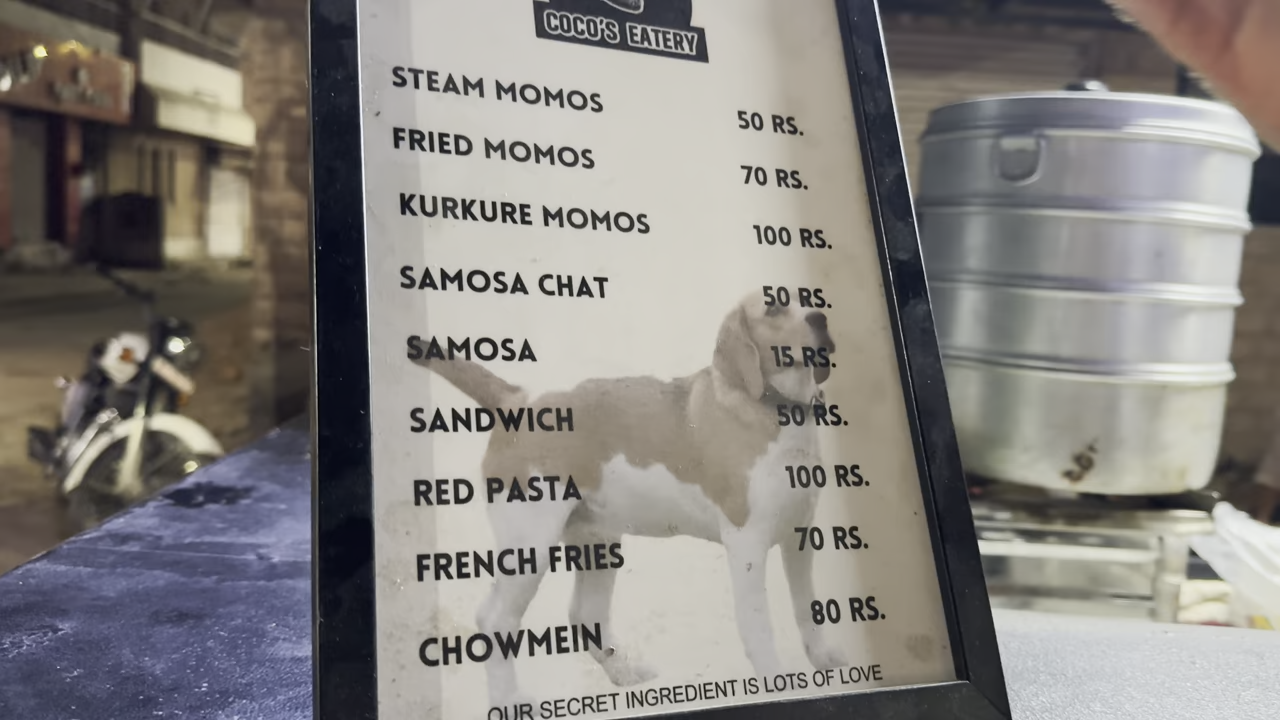 COCO'S EATERY
STEAM MOMOS 50 RS.
FRIED MOMOS 70 RS.
KURKURE MOMOS 100 RS.
SAMOSA CHAT 50 RS.
SAMOSA 15 RS.
SANDWICH 50 RS.
RED PASTA 100 RS.
FRENCH FRIES 70 RS.
CHOWMEIN 80 RS.
OUR SECRET INGREDIENT IS LOTS OF LOVE